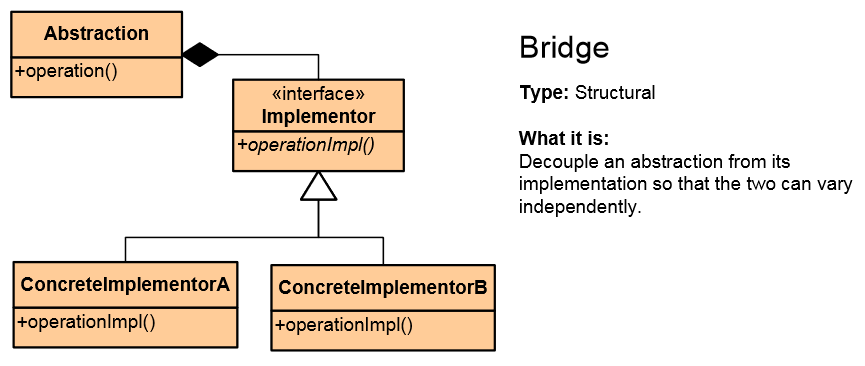 Abstraction
+operation()
«interface»
Implementor
+operationImpl()
ConcreteImplementorA
+operationImpl()
ConcreteImplementorB
+operationImpl()
Bridge
Type: Structural
What it is:
Decouple an abstraction from its
implementation so that the two can vary
independently.